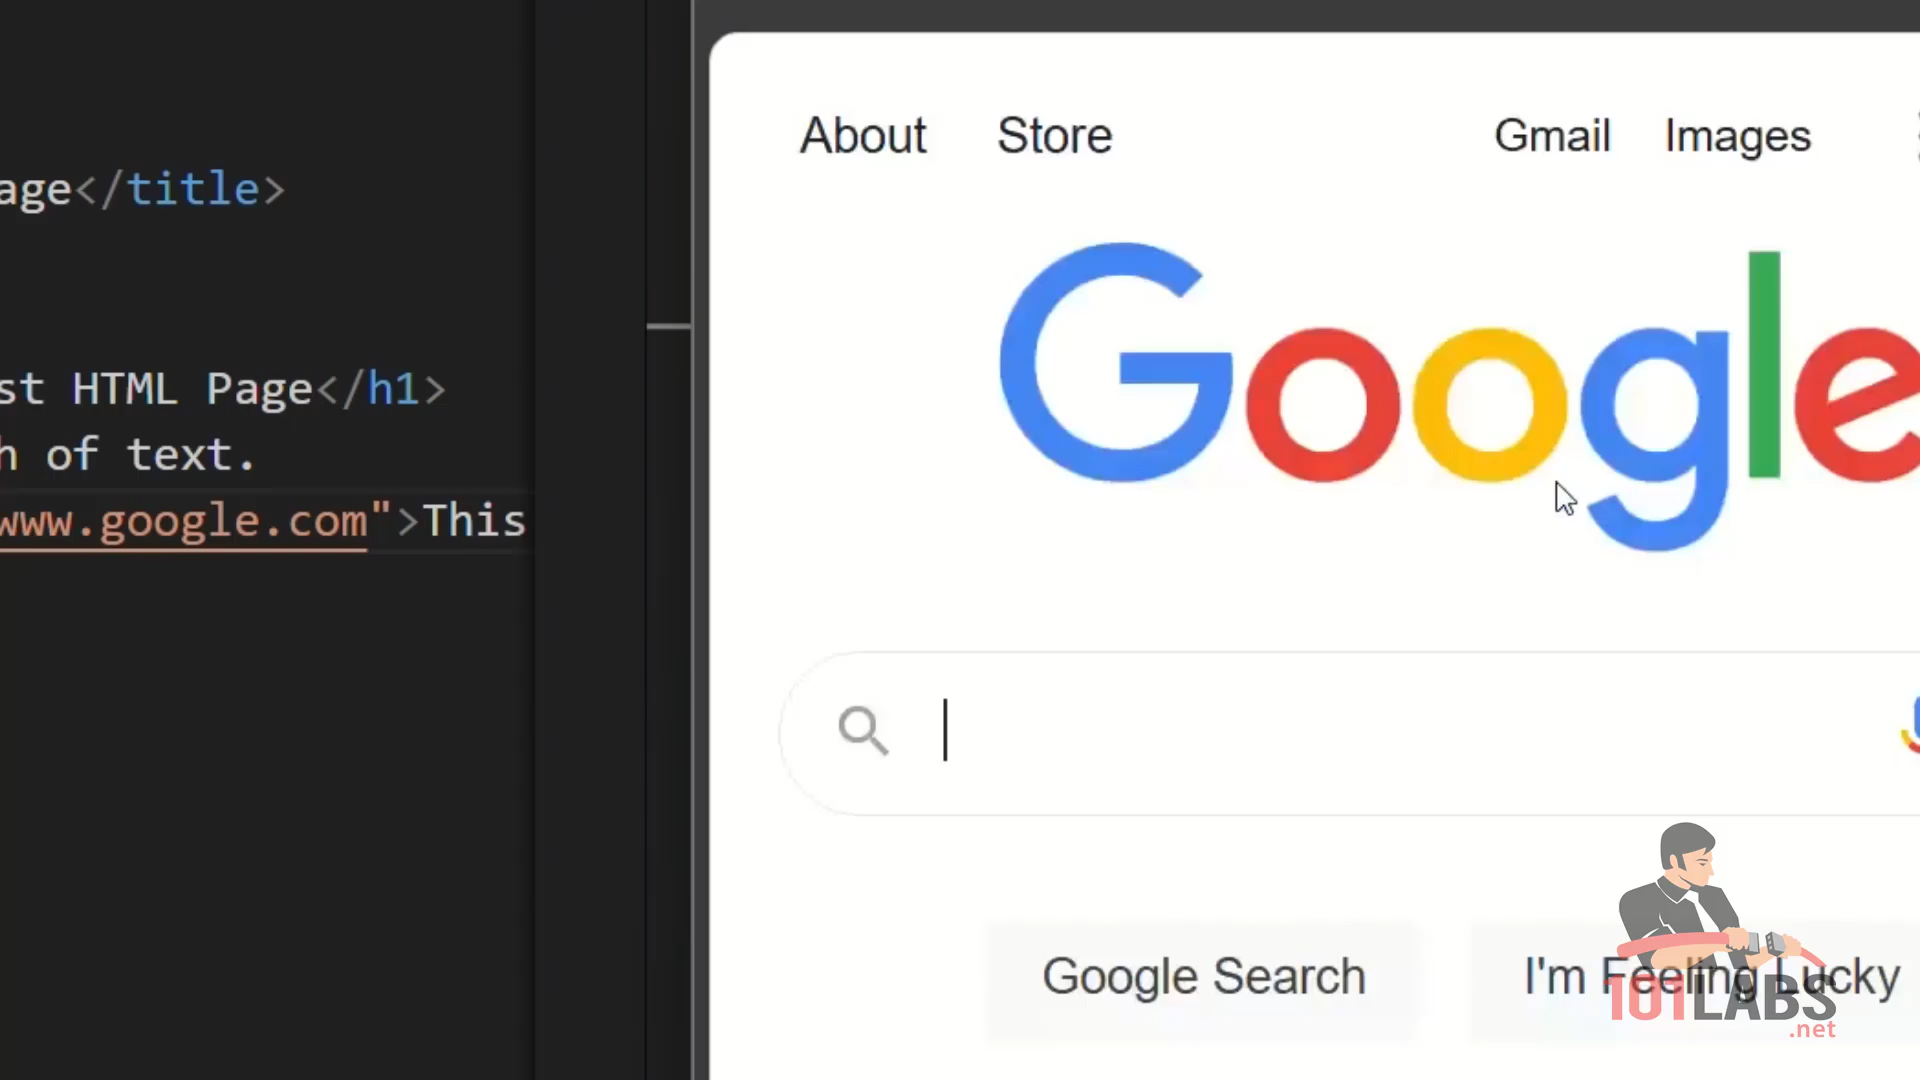 age</title>
st HTML Page</h1>
h of text.
www.google.com">This
About Store Gmail Images
Google
Google Search I'm Feeling Lucky
101LABS
.net